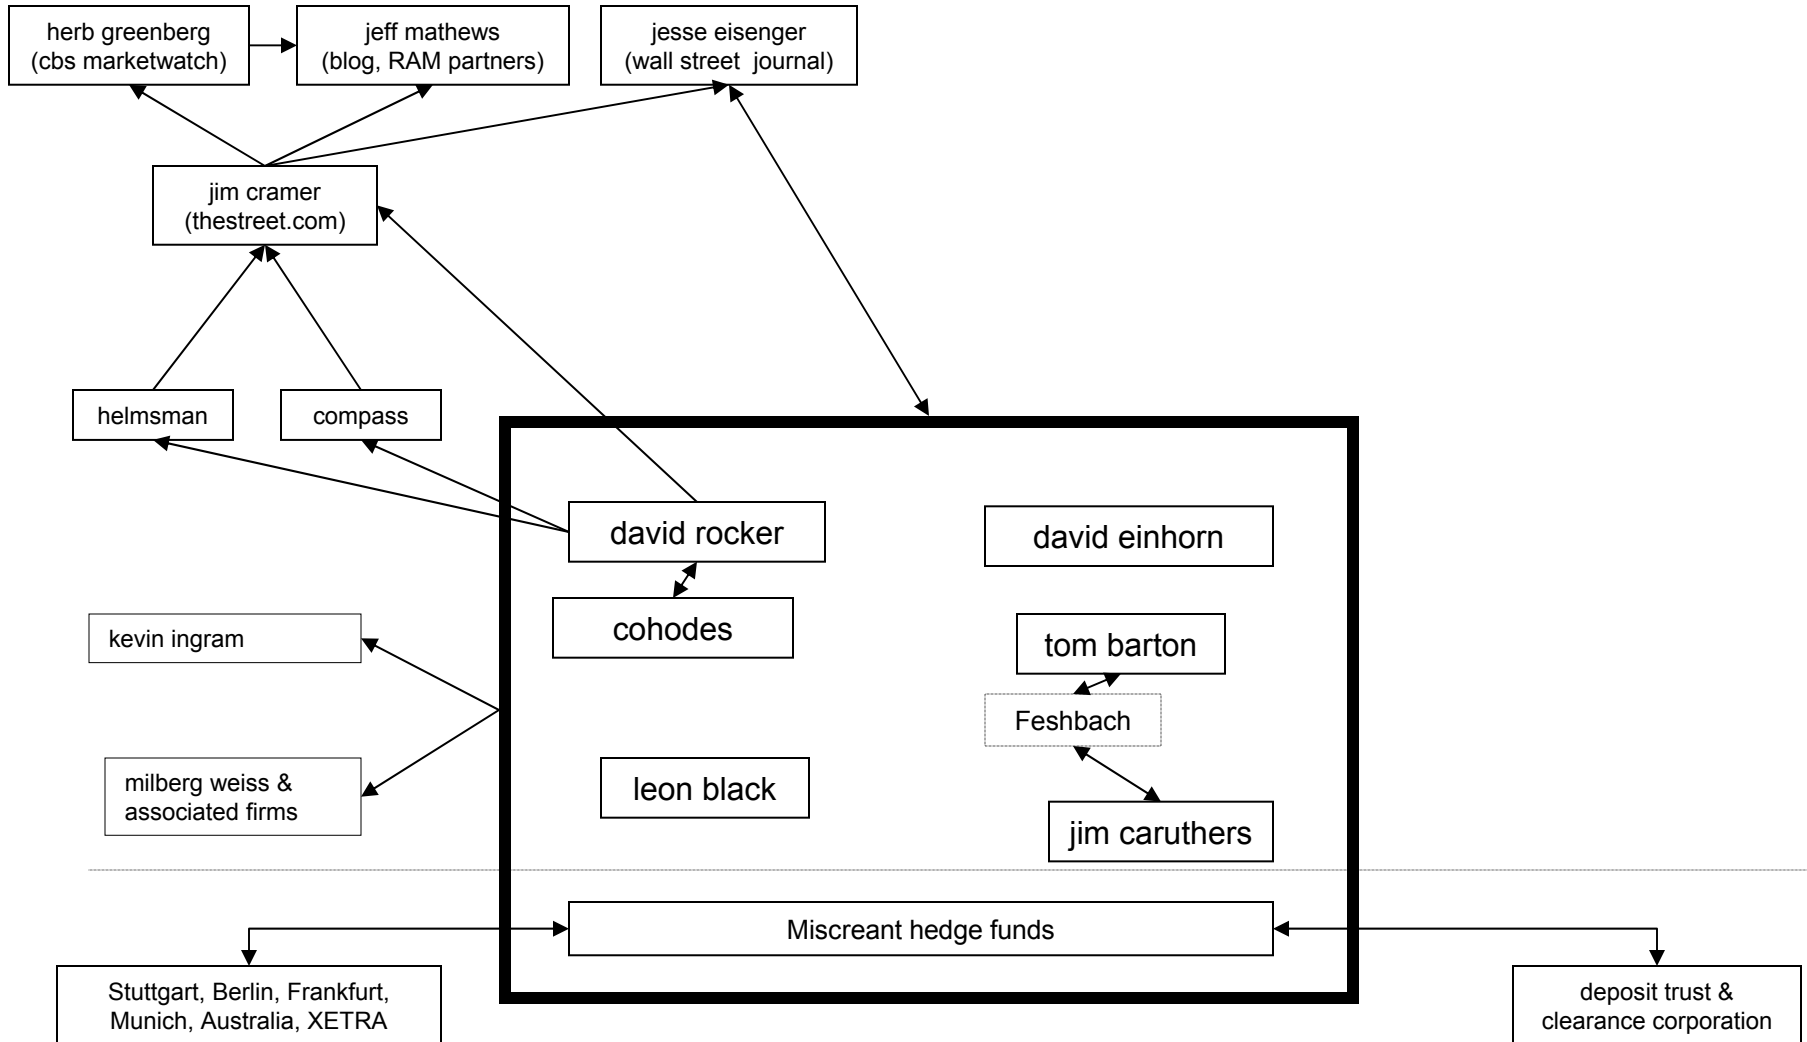 herb greenberg
(cbs marketwatch)
jeff mathews
(blog, RAM partners)
jesse eisenger
(wall street journal)
jim cramer
(thestreet.com)
helmsman
compass
david rocker
david einhorn
cohodes
kevin ingram
tom barton
Feshbach
milberg weiss &
associated firms
leon black
jim caruthers
Miscreant hedge funds
Stuttgart, Berlin, Frankfurt,
Munich, Australia, XETRA
deposit trust &
clearance corporation